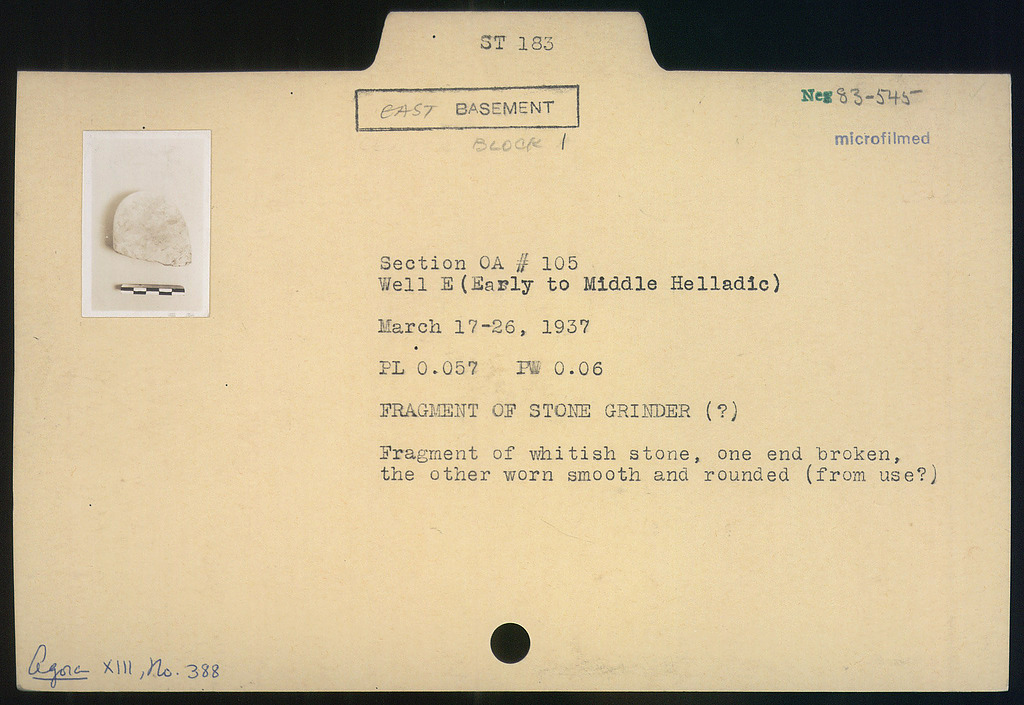 ST 183
EAST BASEMENT
BLOCK 1
Neg 83-545
microfilmed
Section OA # 105
Well E (Early to Middle Helladic)
March 17-26, 1937
PL 0.057 PW 0.06
FRAGMENT OF STONE GRINDER (?)
Fragment of whitish stone, one end broken,
the other worn smooth and rounded (from use?)
Agora XIII, No. 388